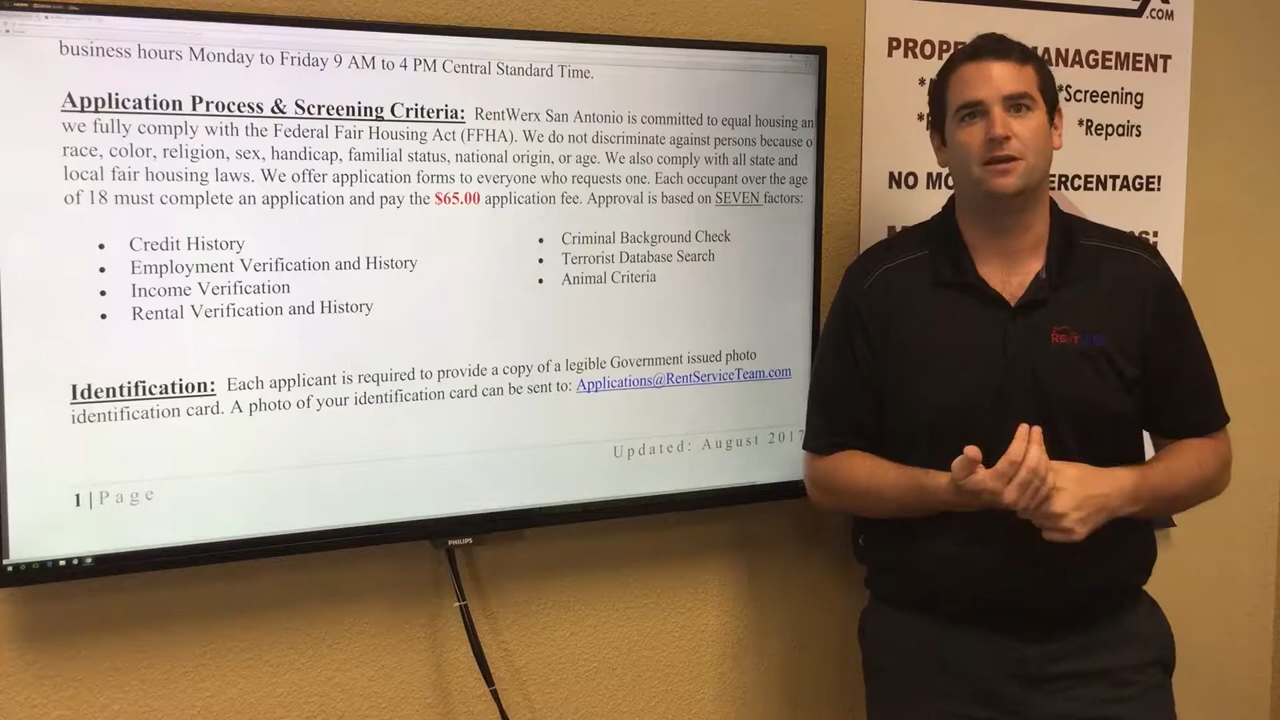 business hours Monday to Friday 9 AM to 4 PM Central Standard Time.
Application Process & Screening Criteria: RentWerx San Antonio is committed to equal housing an
we fully comply with the Federal Fair Housing Act (FFHA). We do not discriminate against persons because o
race, color, religion, sex, handicap, familial status, national origin, or age. We also comply with all state and
local fair housing laws. We offer application forms to everyone who requests one. Each occupant over the age
of 18 must complete an application and pay the $65.00 application fee. Approval is based on SEVEN factors:
• Credit History
• Employment Verification and History
• Income Verification
• Rental Verification and History
• Criminal Background Check
• Terrorist Database Search
• Animal Criteria
Identification: Each applicant is required to provide a copy of a legible Government issued photo
identification card. A photo of your identification card can be sent to: Applications@RentServiceTeam.com
Updated: August 2017
1 | Page
PHILIPS
.COM
PROPE ANAGEMENT
*Screening
*Repairs
NO MO ERCENTAGE!
RENTWERX